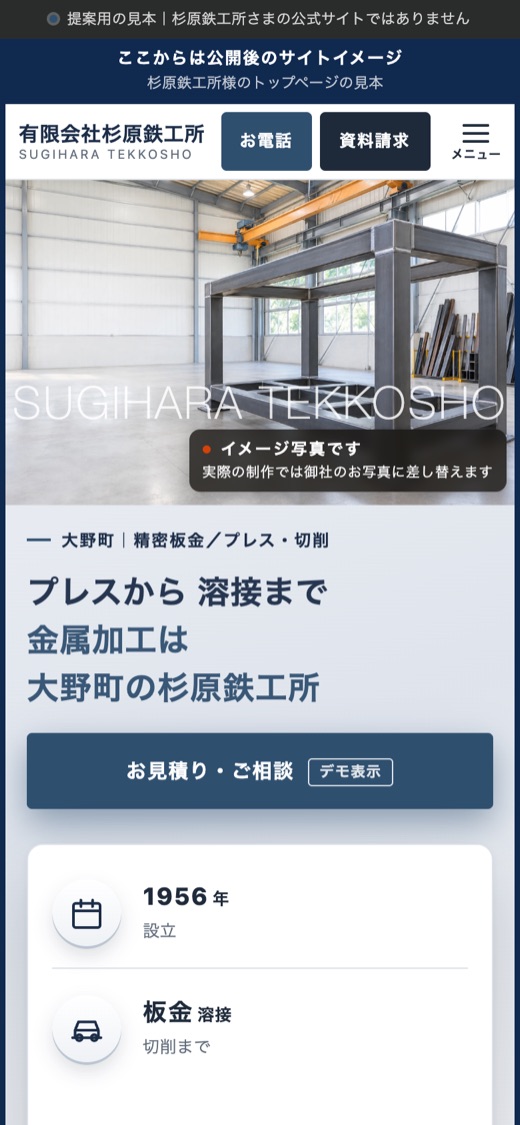 提案用の見本｜杉原鉄工所さまの公式サイトではありません
ここからは公開後のサイトイメージ
杉原鉄工所様のトップページの見本
有限会社杉原鉄工所
SUGIHARA TEKKOSHO
お電話
資料請求
メニュー
SUGIHARA TEKKOSHO
イメージ写真です
実際の制作では御社のお写真に差し替えます
大野町｜精密板金／プレス・切削
プレスから 溶接まで
金属加工は
大野町の杉原鉄工所
お見積り・ご相談 デモ表示
1956 年
設立
板金 溶接
切削まで